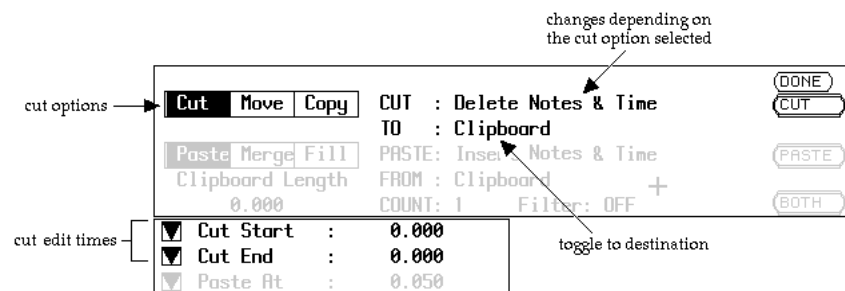 changes depending on
the cut option selected
DONE
cut options
Cut Move Copy CUT : Delete Notes & Time
CUT
TO : Clipboard
Paste Merge Fill PASTE: Insert Notes & Time
PASTE
Clipboard Length FROM : Clipboard
0.000 COUNT: 1 Filter: OFF
BOTH
cut edit times
Cut Start : 0.000
toggle to destination
Cut End : 0.000
Paste At : 0.050